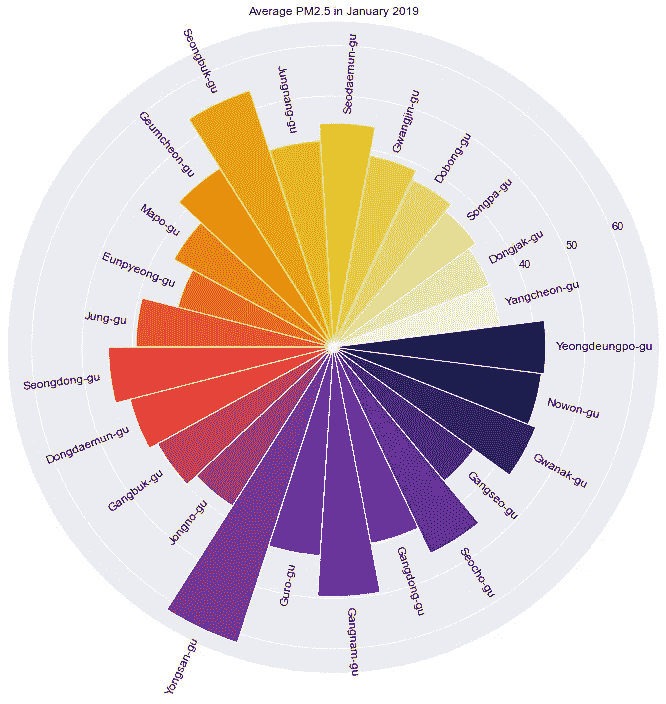 Average PM2.5 in January 2019
Seodaemun-gu
Gwangjin-gu
Dobong-gu
Songpa-gu
Dongjak-gu
Yangcheon-gu
40
50
60
Yeongdeungpo-gu
Nowon-gu
Gwanak-gu
Gangseo-gu
Seocho-gu
Gangdong-gu
Gangnam-gu
Guro-gu
Yongsan-gu
Jongno-gu
Gangbuk-gu
Dongdaemun-gu
Seongdong-gu
Jung-gu
Eunpyeong-gu
Mapo-gu
Geumcheon-gu
Seongbuk-gu
Jungnang-gu